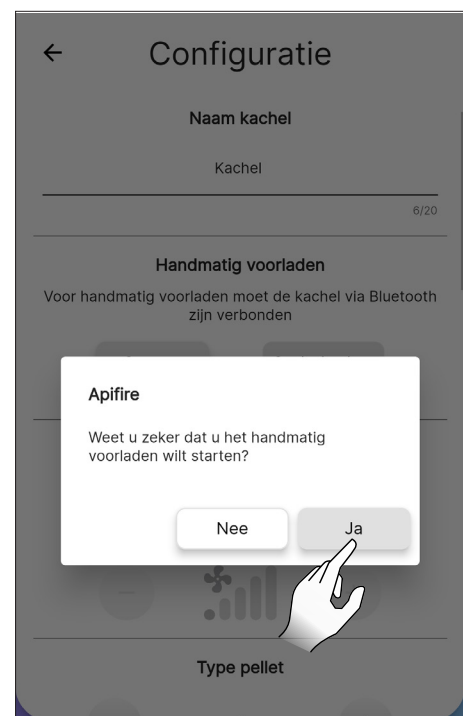 Configuratie
Naam kachel
Kachel
6/20
Handmatig voorladen
Voor handmatig voorladen moet de kachel via Bluetooth
zijn verbonden
Apifire
Weet u zeker dat u het handmatig
voorladen wilt starten?
Nee
Ja
Type pellet